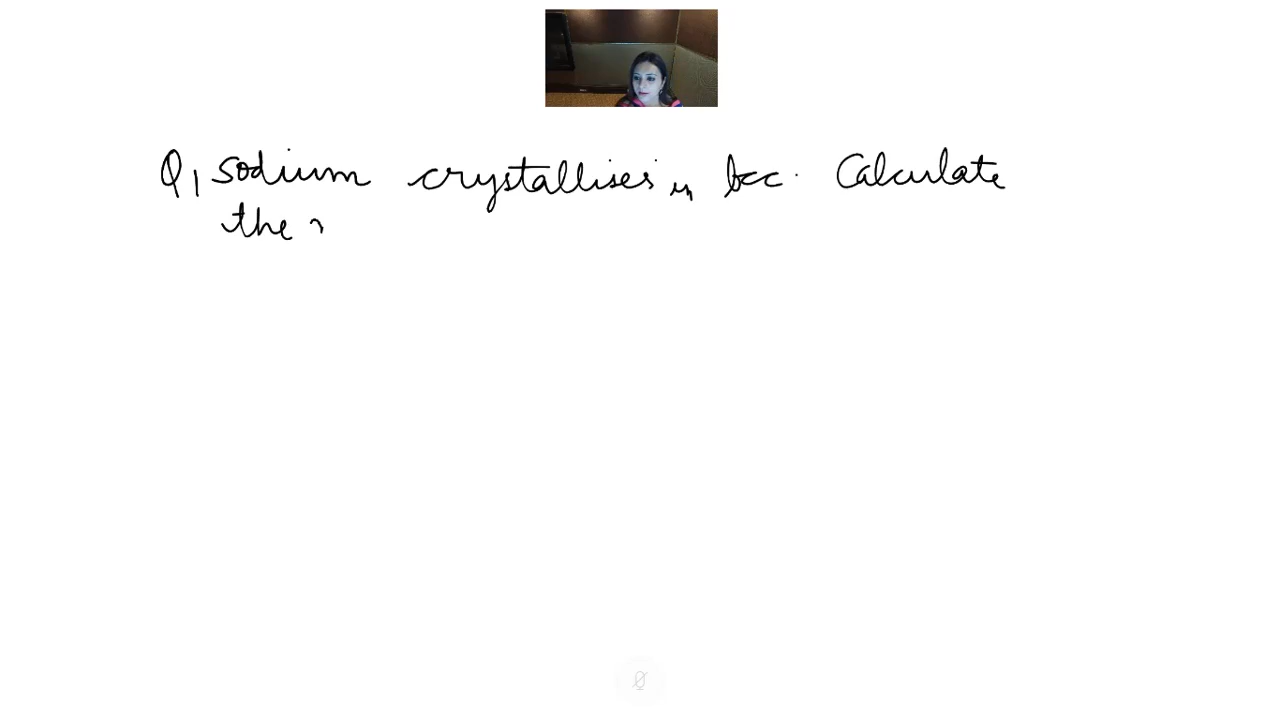 Q1 Sodium crystallises in bcc. Calculate
the